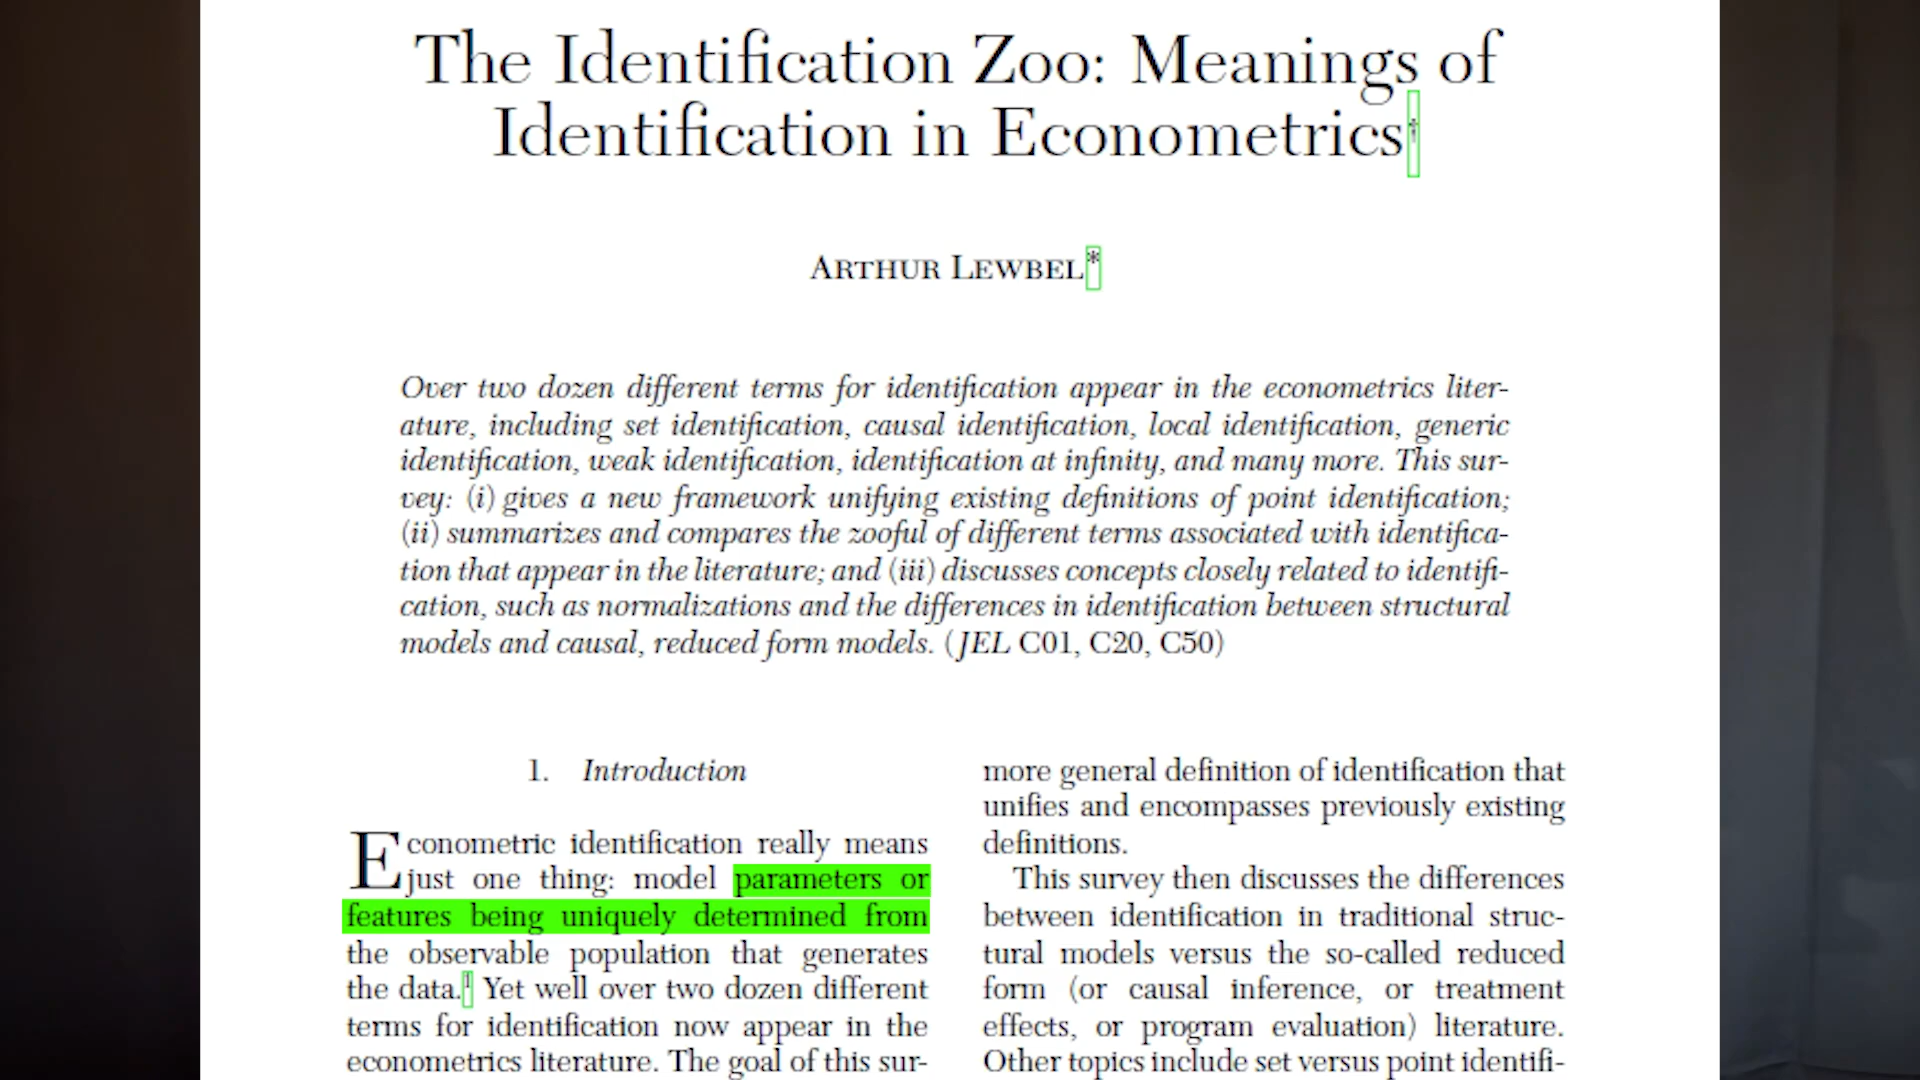 The Identification Zoo: Meanings of
Identification in Econometrics†
Arthur Lewbel*
Over two dozen different terms for identification appear in the econometrics liter-
ature, including set identification, causal identification, local identification, generic
identification, weak identification, identification at infinity, and many more. This sur-
vey: (i) gives a new framework unifying existing definitions of point identification;
(ii) summarizes and compares the zooful of different terms associated with identifica-
tion that appear in the literature; and (iii) discusses concepts closely related to identifi-
cation, such as normalizations and the differences in identification between structural
models and causal, reduced form models. (JEL C01, C20, C50)
1. Introduction
Econometric identification really means
just one thing: model parameters or
features being uniquely determined from
the observable population that generates
the data.1 Yet well over two dozen different
terms for identification now appear in the
econometrics literature. The goal of this sur-
more general definition of identification that
unifies and encompasses previously existing
definitions.
This survey then discusses the differences
between identification in traditional struc-
tural models versus the so-called reduced
form (or causal inference, or treatment
effects, or program evaluation) literature.
Other topics include set versus point identifi-